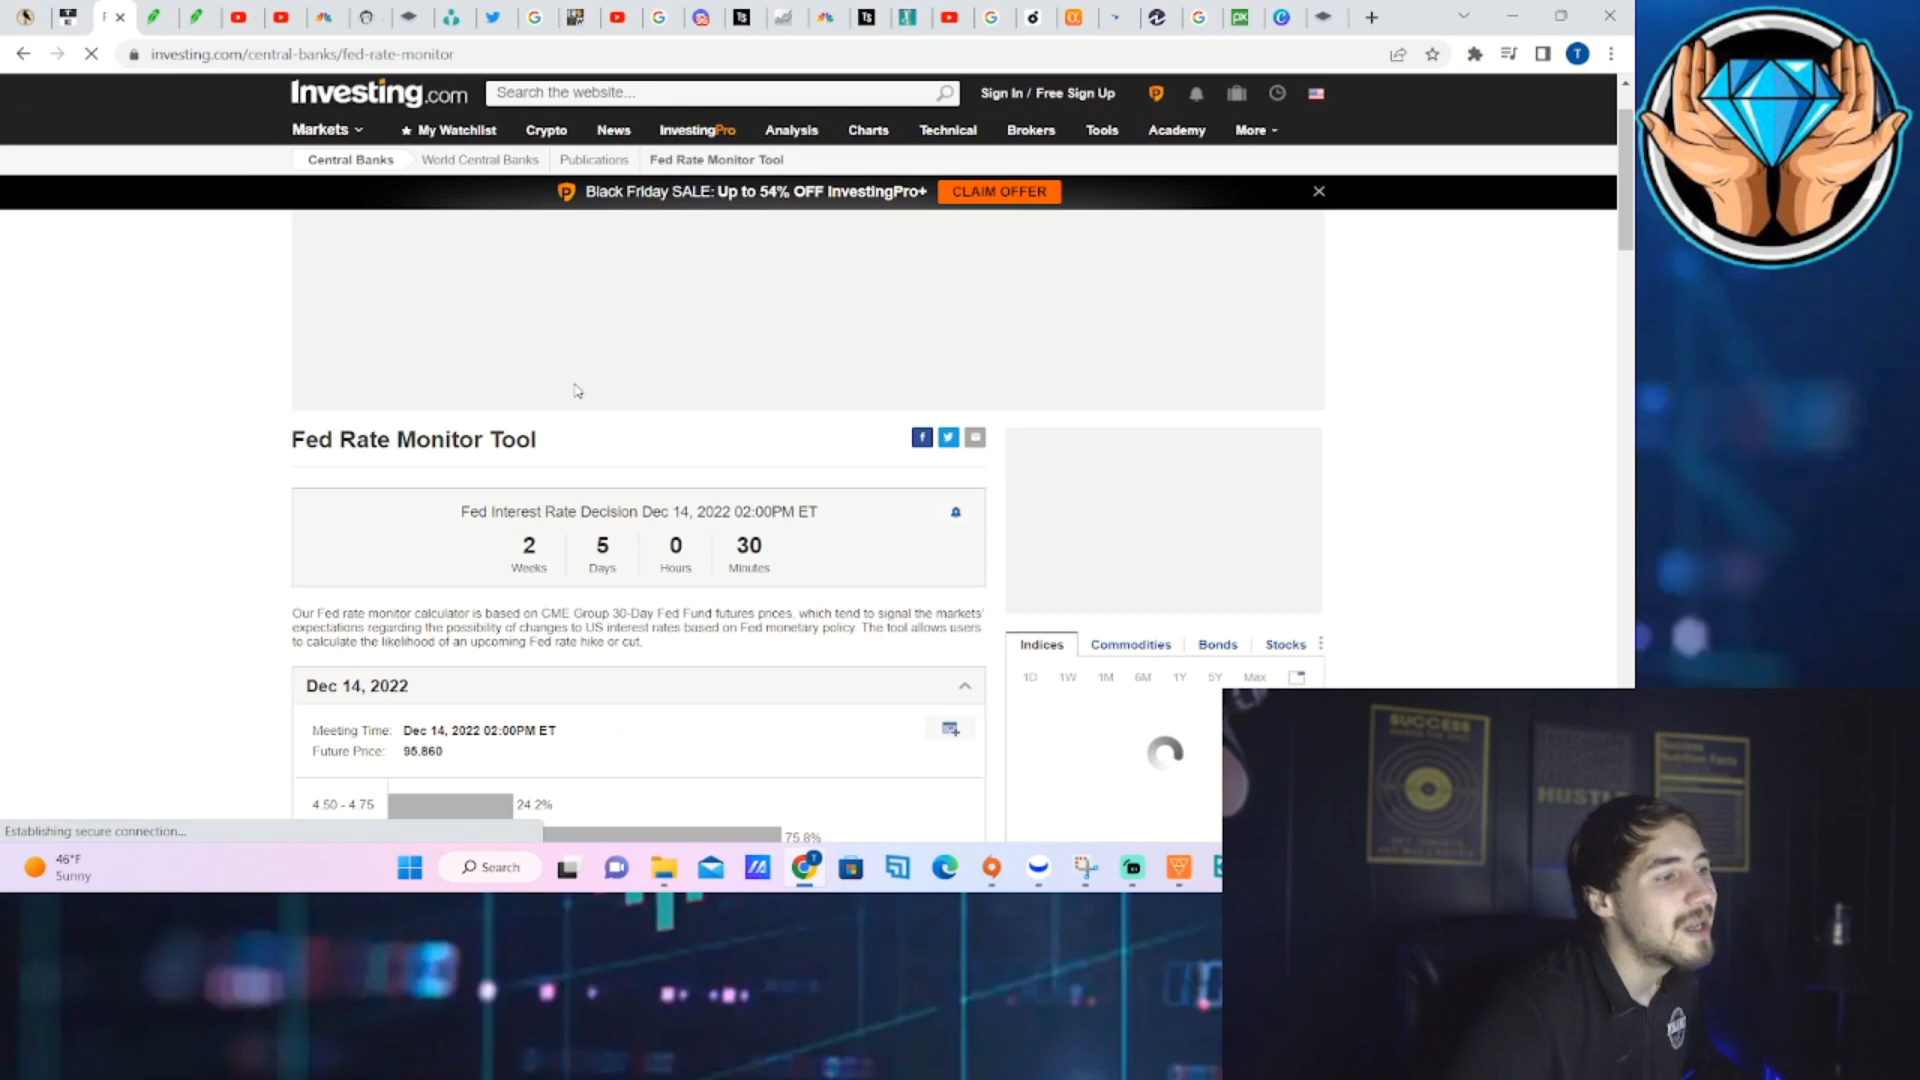 investing.com/central-banks/fed-rate-monitor
T
Investing.com
Search the website...
Sign In / Free Sign Up
Markets
My Watchlist
Crypto
News
InvestingPro
Analysis
Charts
Technical
Brokers
Tools
Academy
More
Central Banks
World Central Banks
Publications
Fed Rate Monitor Tool
Black Friday SALE: Up to 54% OFF InvestingPro+
CLAIM OFFER
Fed Rate Monitor Tool
Fed Interest Rate Decision Dec 14, 2022 02:00PM ET
2 5 0 30
Weeks Days Hours Minutes
Our Fed rate monitor calculator is based on CME Group 30-Day Fed Fund futures prices, which tend to signal the markets'
expectations regarding the possibility of changes to US interest rates based on Fed monetary policy. The tool allows users
to calculate the likelihood of an upcoming Fed rate hike or cut.
Indices
Commodities
Bonds
Stocks
1D 1W 1M 6M 1Y 5Y Max
Dec 14, 2022
Meeting Time: Dec 14, 2022 02:00PM ET
Future Price: 95.860
4.50 - 4.75 24.2%
75.8%
Establishing secure connection...
46°F
Sunny
Search
SUCCESS
HUSTLE
Success
Nutrition Facts